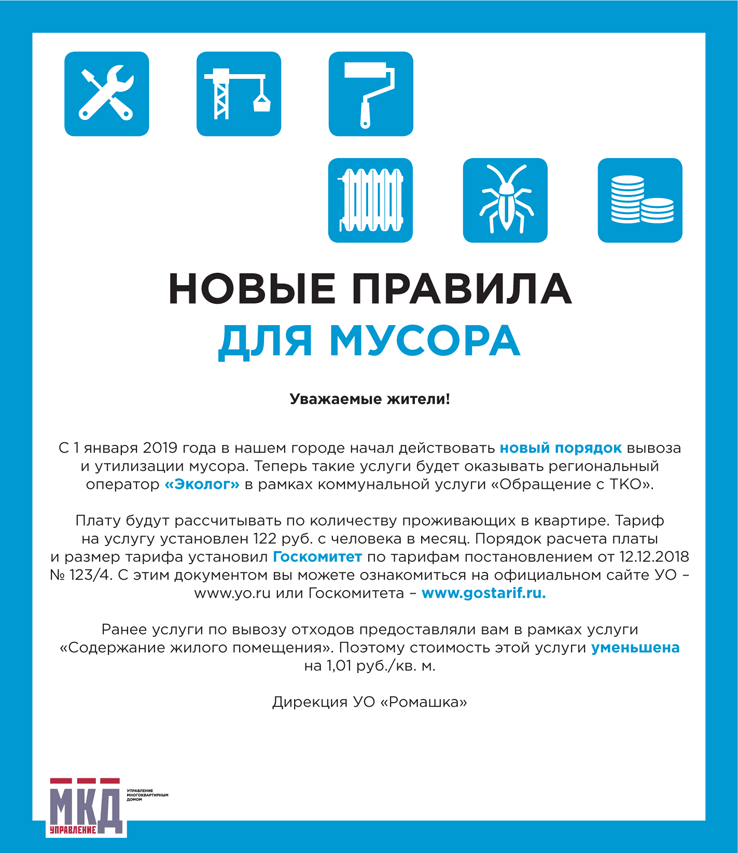 НОВЫЕ ПРАВИЛА
ДЛЯ МУСОРА
Уважаемые жители!
С 1 января 2019 года в нашем городе начал действовать новый порядок вывоза
и утилизации мусора. Теперь такие услуги будет оказывать региональный
оператор «Эколог» в рамках коммунальной услуги «Обращение с ТКО».
Плату будут рассчитывать по количеству проживающих в квартире. Тариф
на услугу установлен 122 руб. с человека в месяц. Порядок расчета платы
и размер тарифа установил Госкомитет по тарифам постановлением от 12.12.2018
№ 123/4. С этим документом вы можете ознакомиться на официальном сайте УО –
www.yo.ru или Госкомитета – www.gostarif.ru.
Ранее услуги по вывозу отходов предоставляли вам в рамках услуги
«Содержание жилого помещения». Поэтому стоимость этой услуги уменьшена
на 1,01 руб./кв. м.
Дирекция УО «Ромашка»
МКД
УПРАВЛЕНИЕ
УПРАВЛЕНИЕ
МНОГОКВАРТИРНЫМ
ДОМОМ